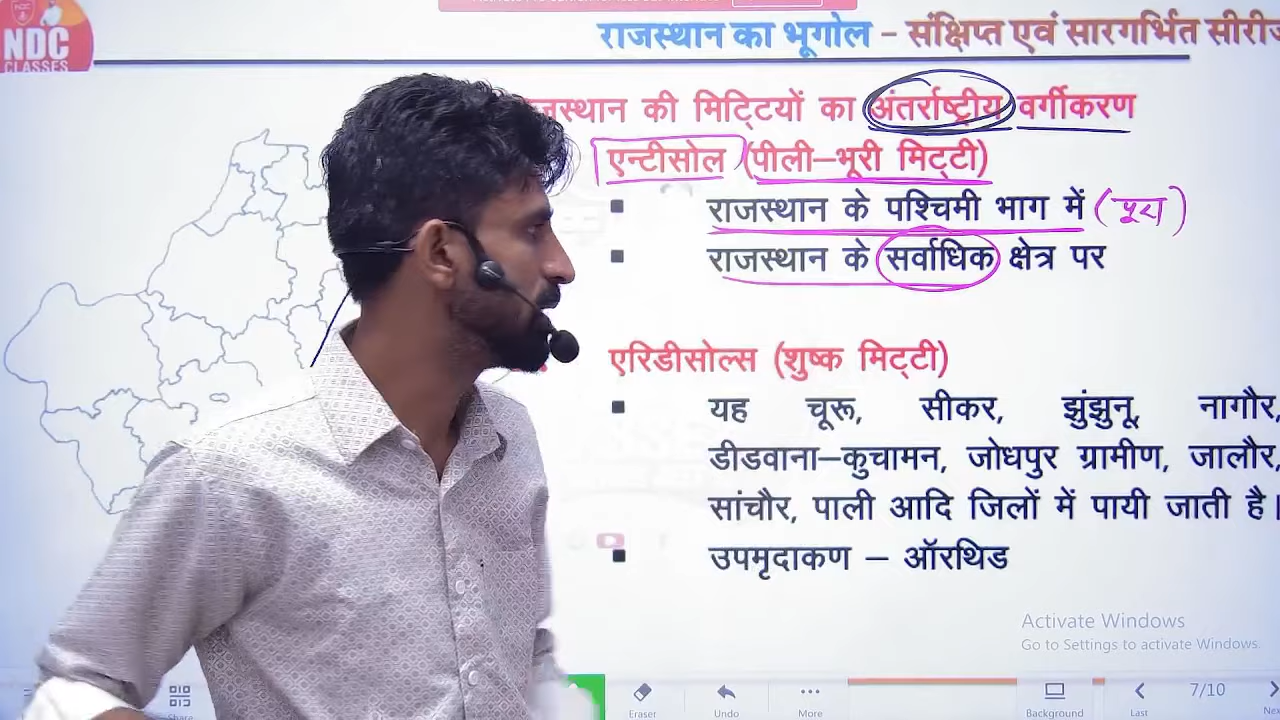 NDC
CLASSES
राजस्थान का भूगोल – संक्षिप्त एवं सारगर्भित सीरीज
राजस्थान की मिट्टियों का अंतर्राष्ट्रीय वर्गीकरण
एन्टीसोल (पीली–भूरी मिट्टी)
राजस्थान के पश्चिमी भाग में (पूरा)
राजस्थान के सर्वाधिक क्षेत्र पर
एरिडीसोल्स (शुष्क मिट्टी)
यह चूरू, सीकर, झुंझुनू, नागौर,
डीडवाना–कुचामन, जोधपुर ग्रामीण, जालौर,
सांचौर, पाली आदि जिलों में पायी जाती है।
उपमृदाकण – ऑरथिड
Activate Windows
Go to Settings to activate Windows.
Share
Eraser
Undo
More
Background
Last
7/10